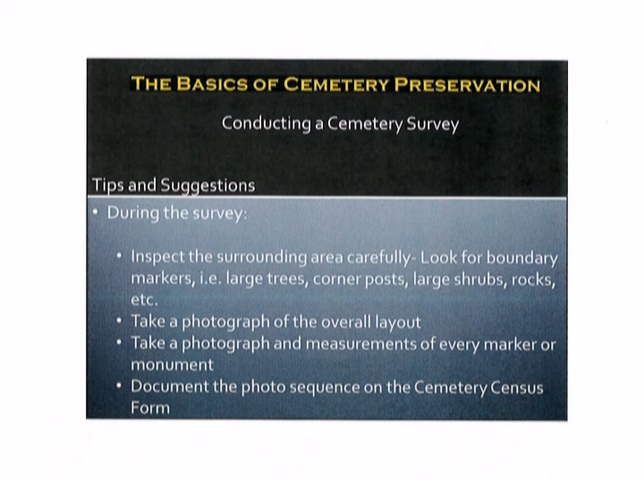 THE BASICS OF CEMETERY PRESERVATION
Conducting a Cemetery Survey
Tips and Suggestions
• During the survey:
• Inspect the surrounding area carefully- Look for boundary
markers, i.e. large trees, corner posts, large shrubs, rocks,
etc.
• Take a photograph of the overall layout
• Take a photograph and measurements of every marker or
monument
• Document the photo sequence on the Cemetery Census
Form